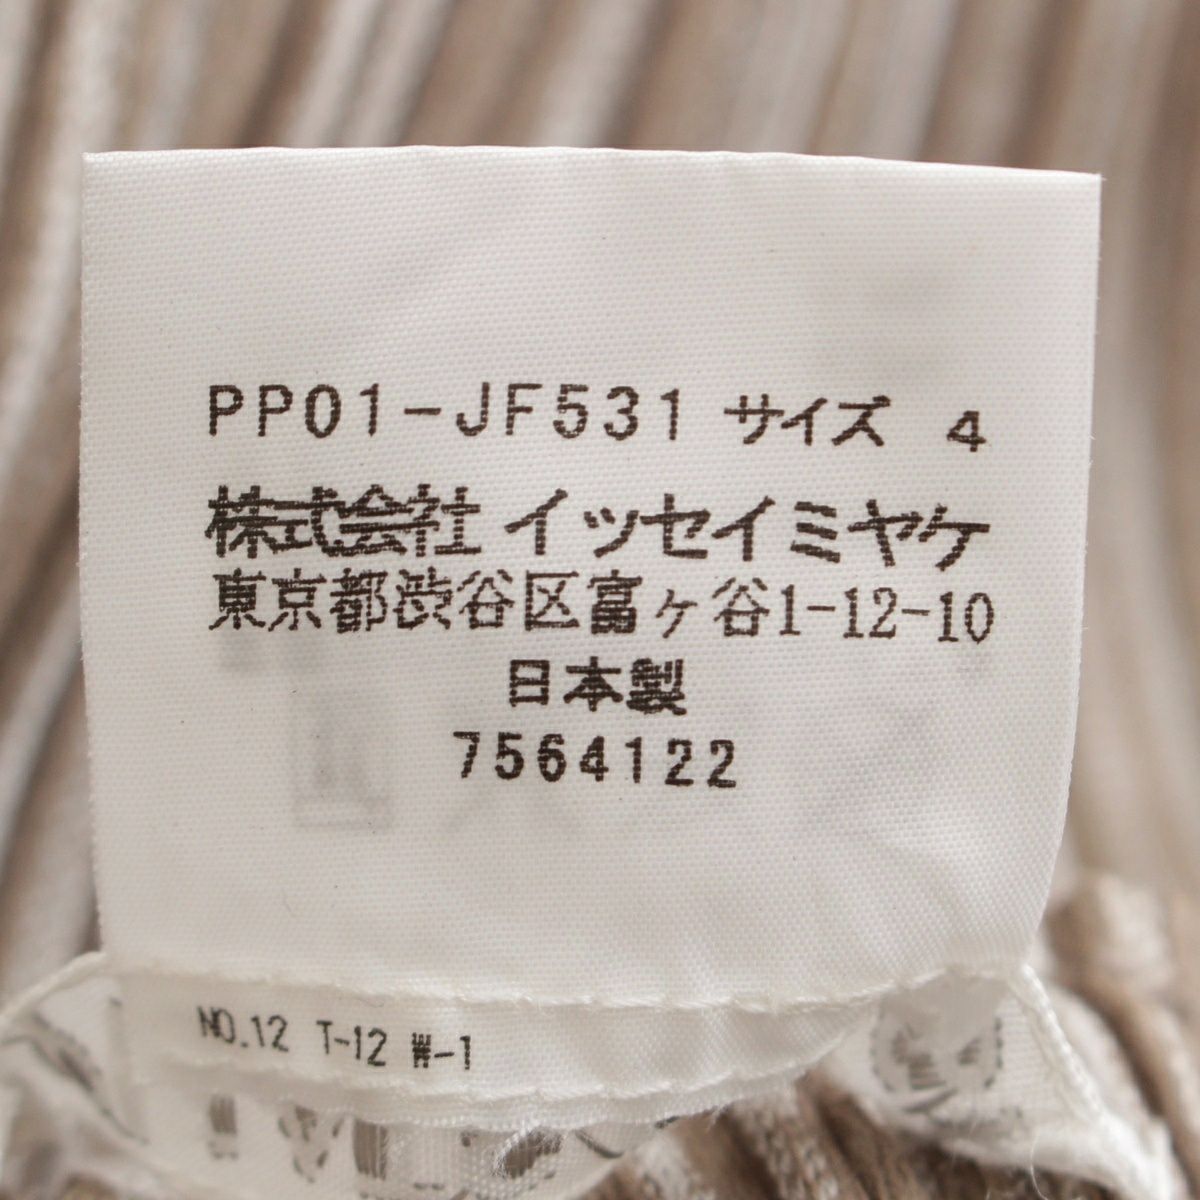 PP01-JF531 サイズ 4
株式会社 イッセイミヤケ
東京都渋谷区富ヶ谷1-12-10
日本製
7564122
NO.12 T-12 W-1